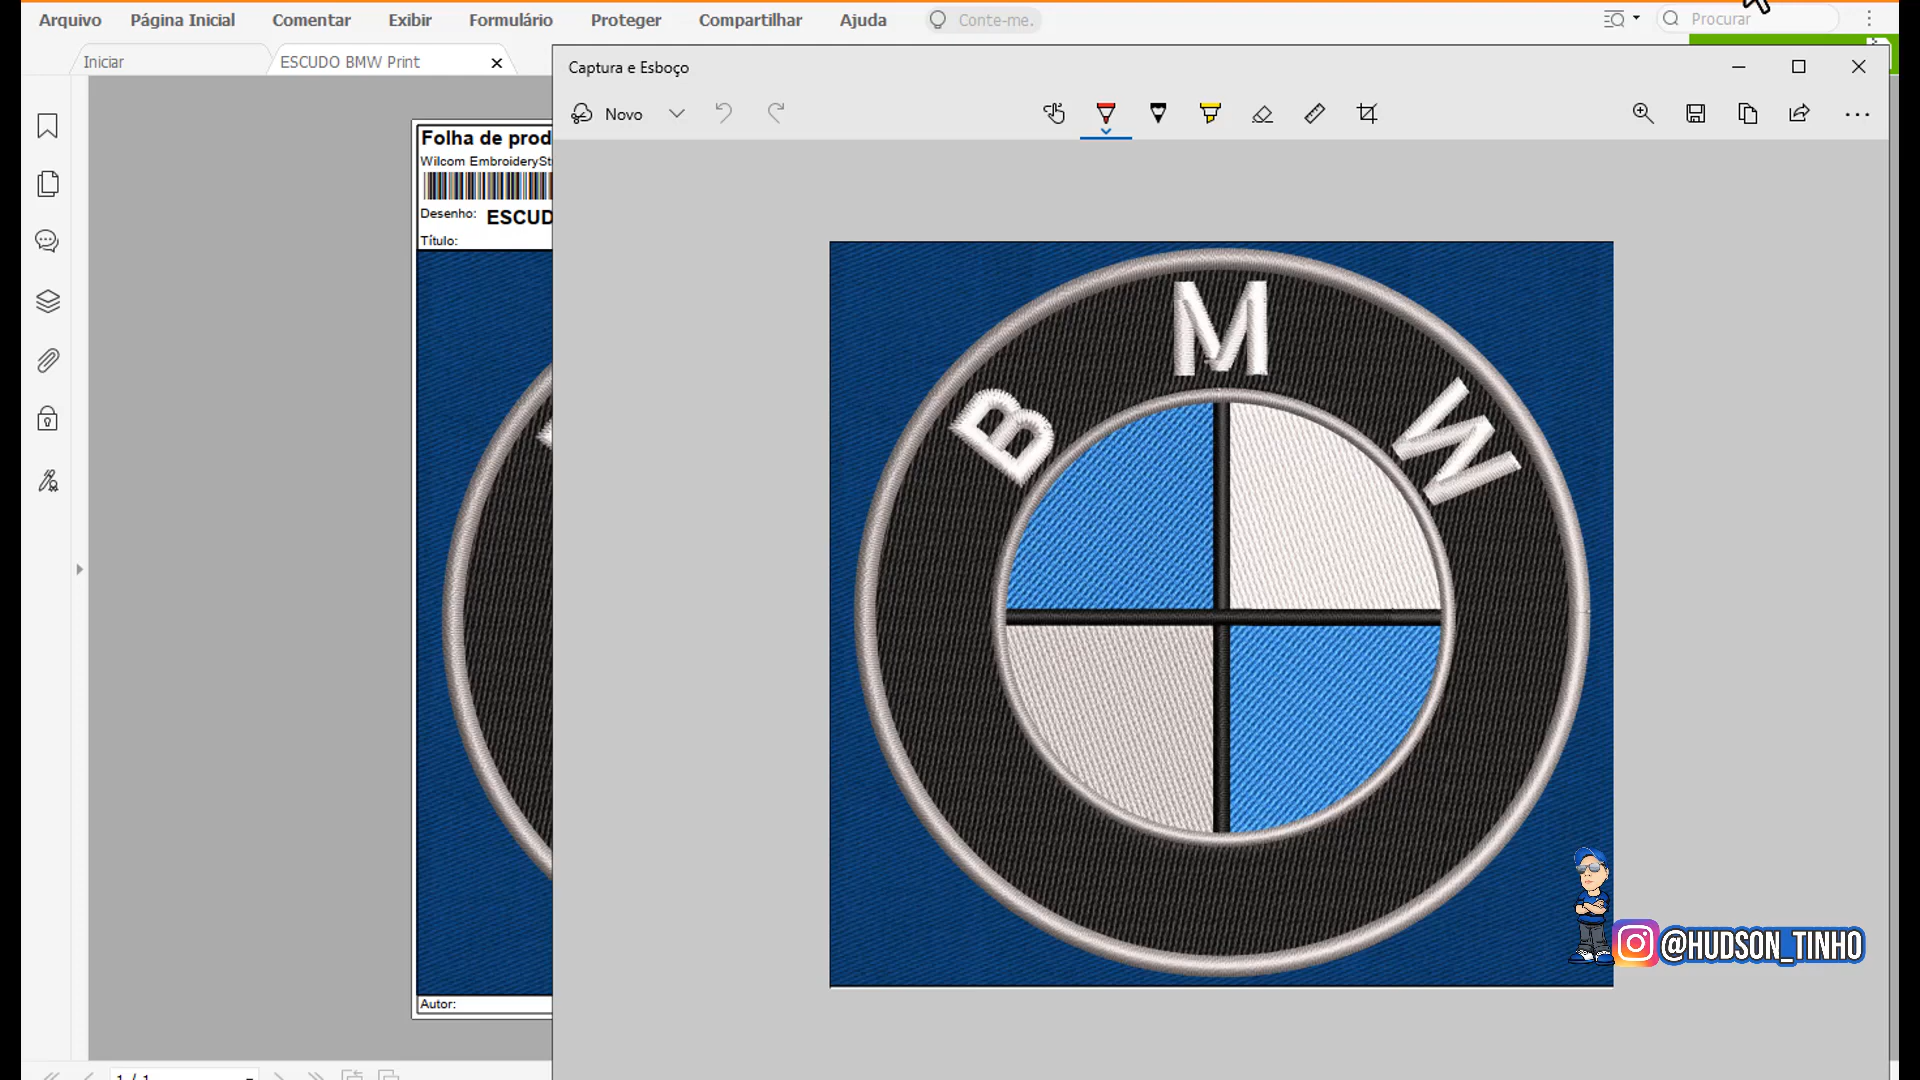 Arquivo Página Inicial Comentar Exibir Formulário Proteger Compartilhar Ajuda Conte-me. Procurar
Iniciar ESCUDO BMW Print
Captura e Esboço
Novo
Folha de prod
Wilcom EmbroiderySt
Desenho: ESCUD
Título:
B M W
@HUDSON_TINHO
Autor:
1 / 1